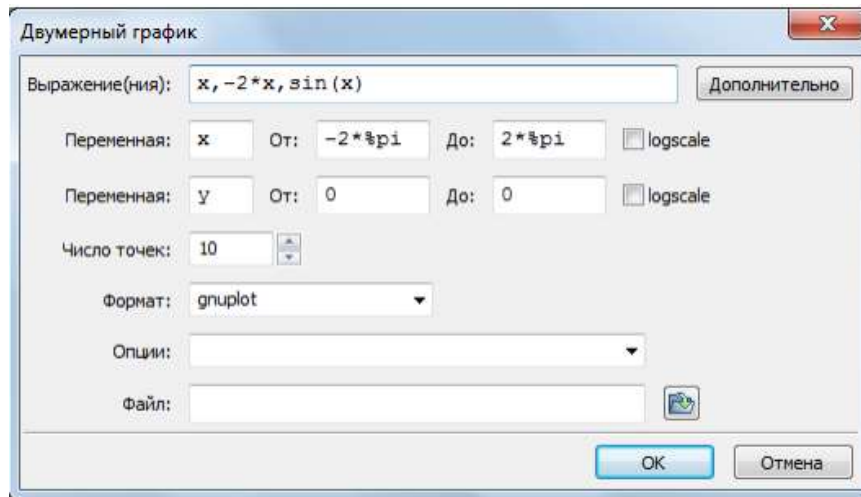 Двумерный график
Выражение(ния): x,-2*x,sin(x) Дополнительно
Переменная: x От: -2*%pi До: 2*%pi logscale
Переменная: y От: 0 До: 0 logscale
Число точек: 10
Формат: gnuplot
Опции:
Файл:
OK Отмена